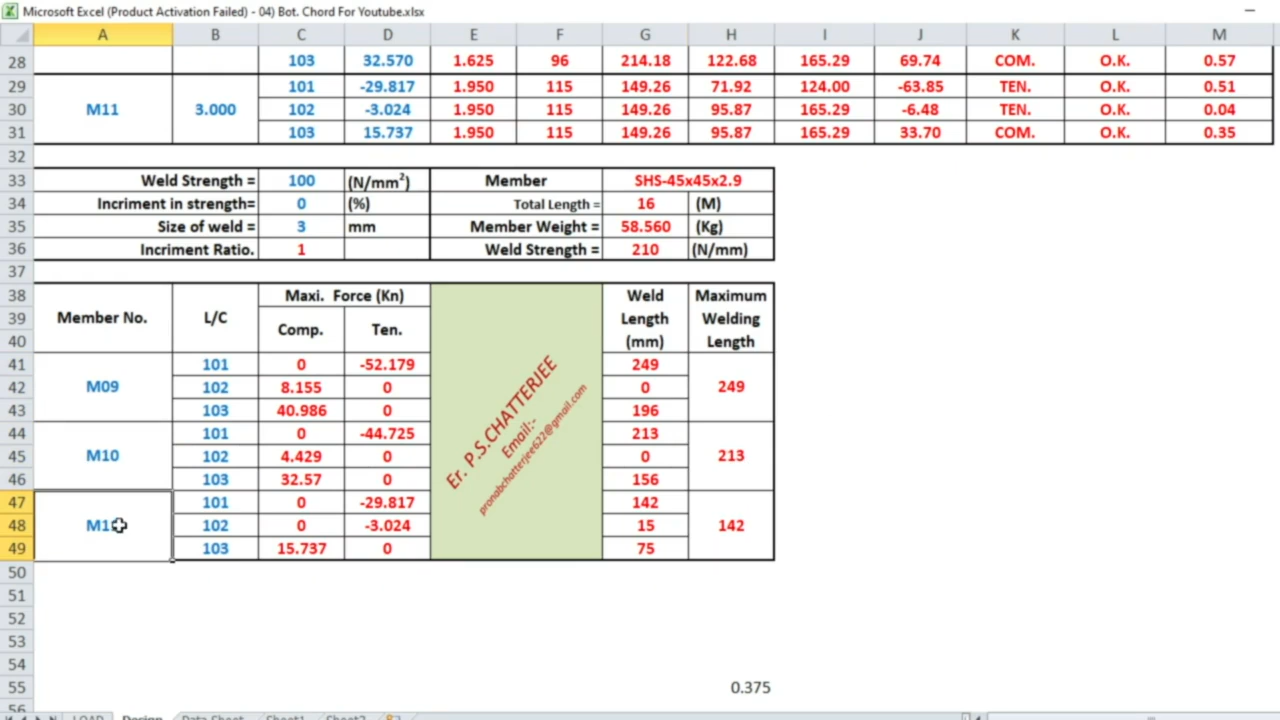 Microsoft Excel (Product Activation Failed) - 04) Bot. Chord For Youtube.xlsx
A B C D E F G H I J K L M
28 103 32.570 1.625 96 214.18 122.68 165.29 69.74 COM. O.K. 0.57
29 101 -29.817 1.950 115 149.26 71.92 124.00 -63.85 TEN. O.K. 0.51
30 M11 3.000 102 -3.024 1.950 115 149.26 95.87 165.29 -6.48 TEN. O.K. 0.04
31 103 15.737 1.950 115 149.26 95.87 165.29 33.70 COM. O.K. 0.35
32
33 Weld Strength = 100 (N/mm²) Member SHS-45x45x2.9
34 Incriment in strength= 0 (%) Total Length = 16 (M)
35 Size of weld = 3 mm Member Weight = 58.560 (Kg)
36 Incriment Ratio. 1 Weld Strength = 210 (N/mm)
37
38 Maxi. Force (Kn) Weld Maximum
39 Member No. L/C Comp. Ten. Length Welding
40 (mm) Length
41 101 0 -52.179 249
42 M09 102 8.155 0 0 249
43 103 40.986 0 196
44 101 0 -44.725 213
45 M10 102 4.429 0 0 213
46 103 32.57 0 156
47 101 0 -29.817 142
48 102 0 -3.024 15 142
49 103 15.737 0 75
Er. P.S.CHATTERJEE
Email:-
pronabchatterjee622@gmail.com
50
51
52
53
54
55 0.375
56
LOAD Design Data Sheet Sheet1 Sheet2